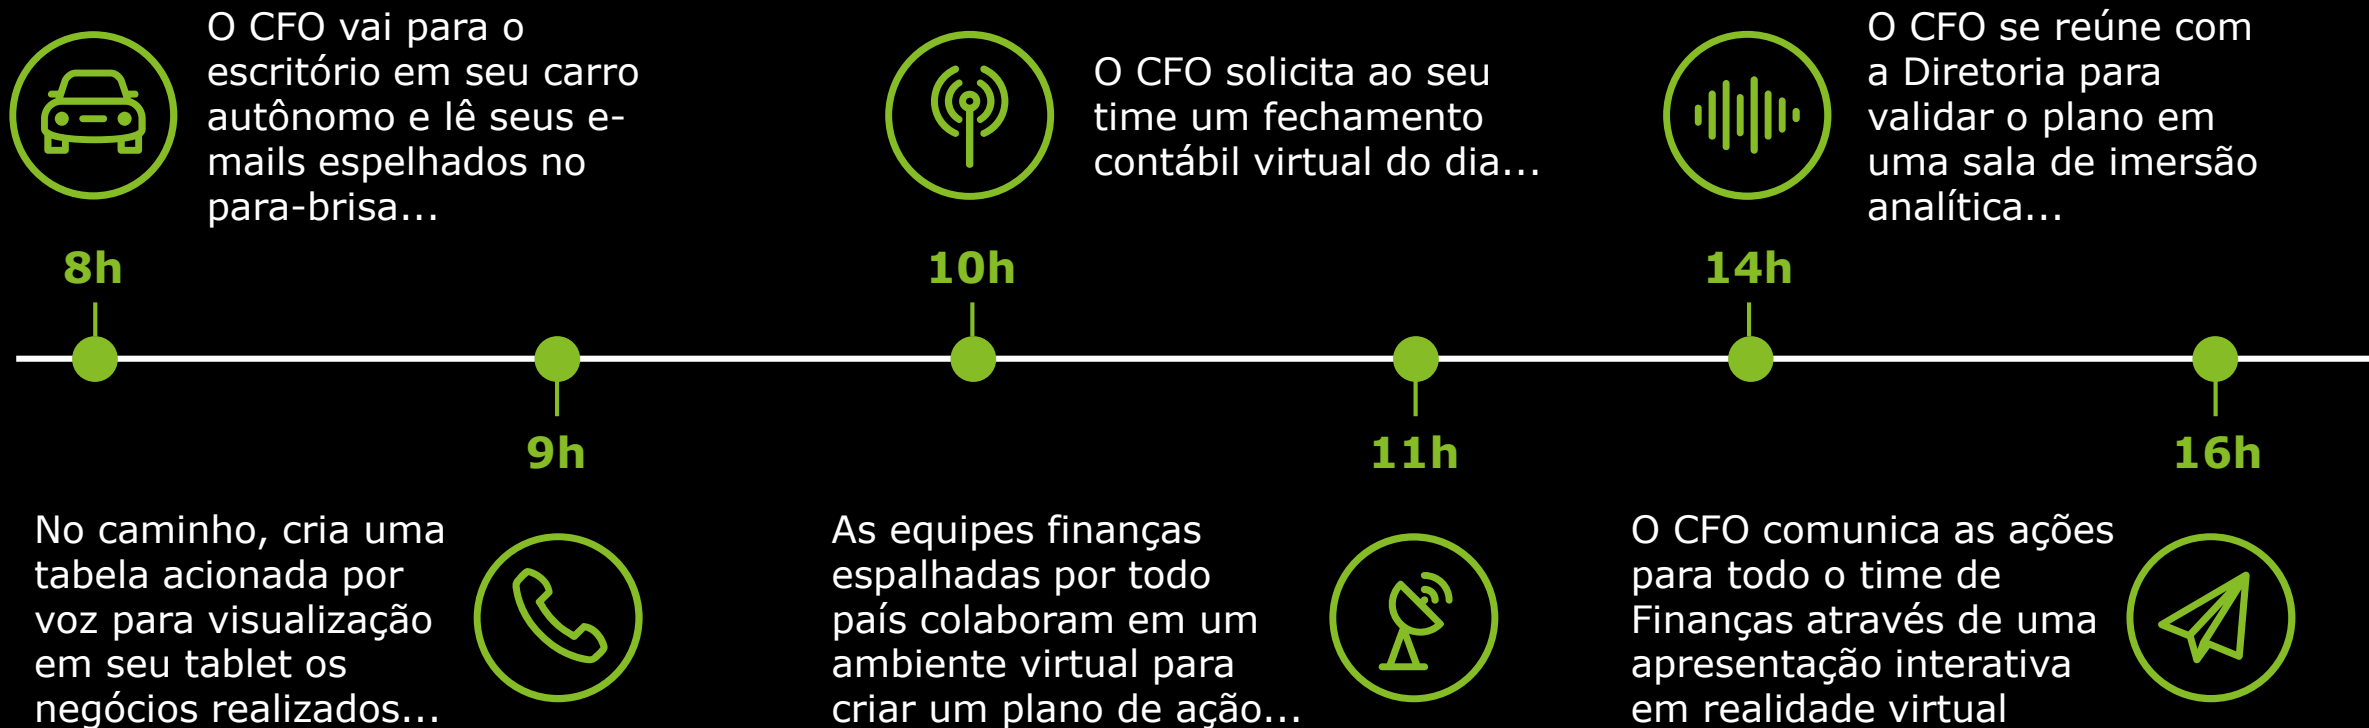 O CFO vai para o
escritório em seu carro
autônomo e lê seus e-
mails espelhados no
para-brisa...
8h
No caminho, cria uma
tabela acionada por
voz para visualização
em seu tablet os
negócios realizados...
9h
O CFO solicita ao seu
time um fechamento
contábil virtual do dia...
10h
As equipes finanças
espalhadas por todo
país colaboram em um
ambiente virtual para
criar um plano de ação...
11h
O CFO se reúne com
a Diretoria para
validar o plano em
uma sala de imersão
analítica...
14h
O CFO comunica as ações
para todo o time de
Finanças através de uma
apresentação interativa
em realidade virtual
16h